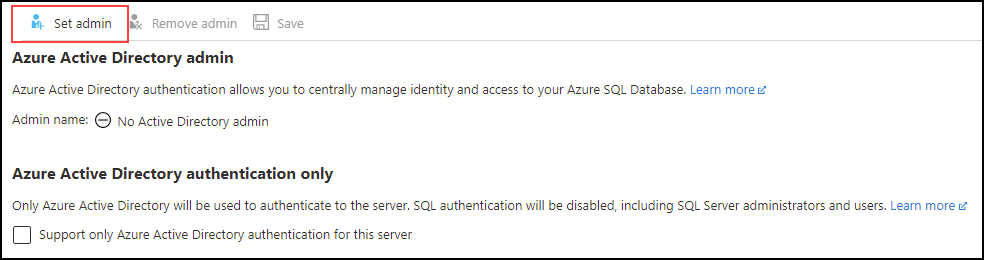 Set admin Remove admin Save
Azure Active Directory admin
Azure Active Directory authentication allows you to centrally manage identity and access to your Azure SQL Database. Learn more
Admin name: No Active Directory admin
Azure Active Directory authentication only
Only Azure Active Directory will be used to authenticate to the server. SQL authentication will be disabled, including SQL Server administrators and users. Learn more
Support only Azure Active Directory authentication for this server